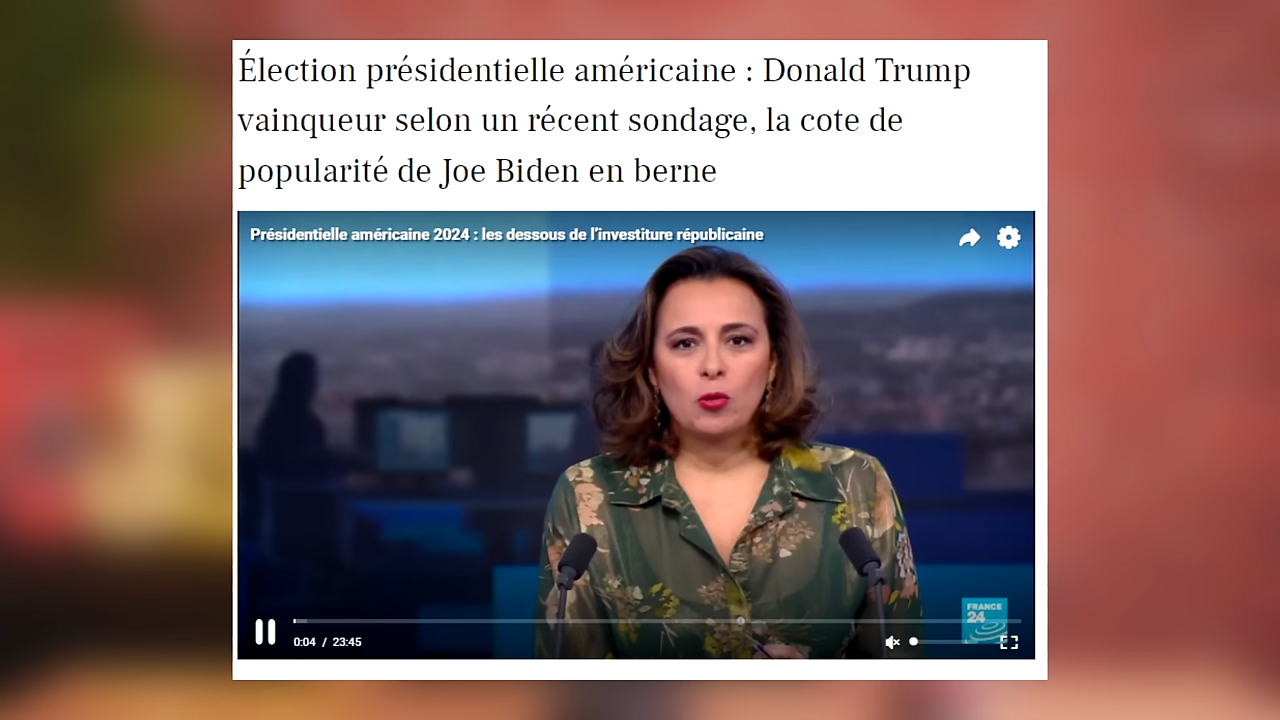 Élection présidentielle américaine : Donald Trump
vainqueur selon un récent sondage, la cote de
popularité de Joe Biden en berne
Présidentielle américaine 2024 : les dessous de l'investiture républicaine
FRANCE
24
0:04 / 23:45